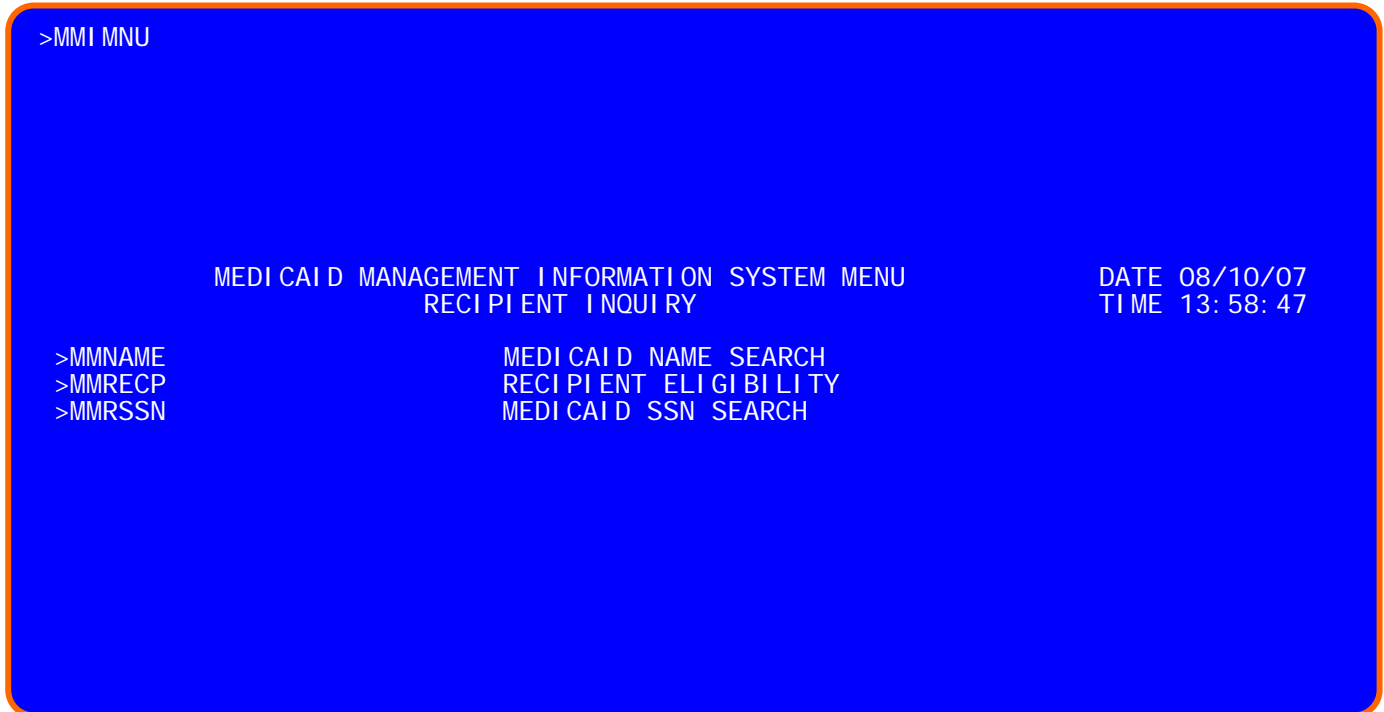 >MMIMNU
MEDICAID MANAGEMENT INFORMATION SYSTEM MENU DATE 08/10/07
RECIPIENT INQUIRY TIME 13:58:47
>MMNAME MEDICAID NAME SEARCH
>MMRECP RECIPIENT ELIGIBILITY
>MMRSSN MEDICAID SSN SEARCH